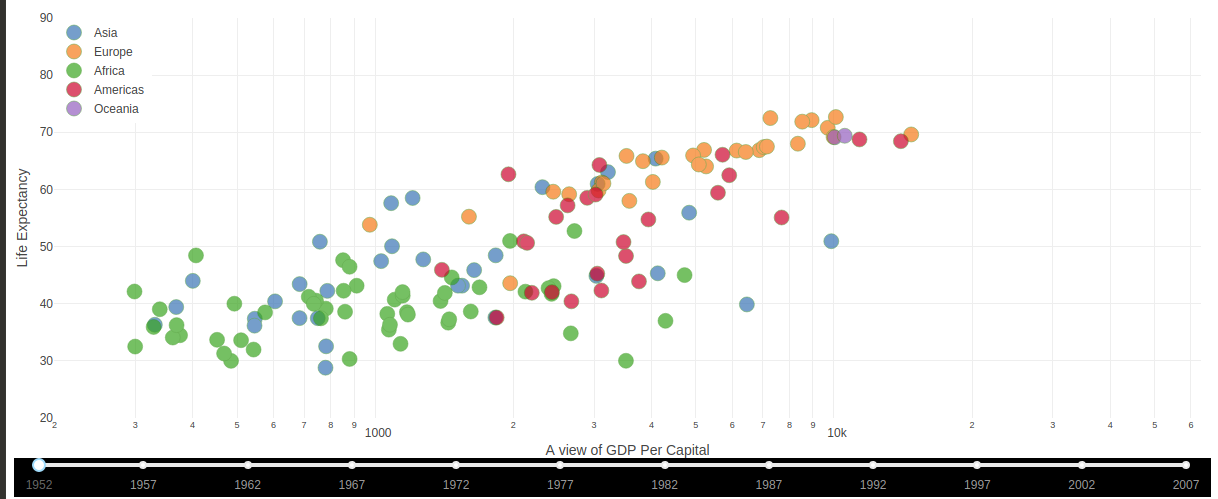 90
Asia
Europe
80
Africa
Americas
Oceania
70
60
Life Expectancy
50
40
30
20
2 3 4 5 6 7 8 9 1000 2 3 4 5 6 7 8 9 10k 2 3 4 5 6
A view of GDP Per Capital
1952 1957 1962 1967 1972 1977 1982 1987 1992 1997 2002 2007